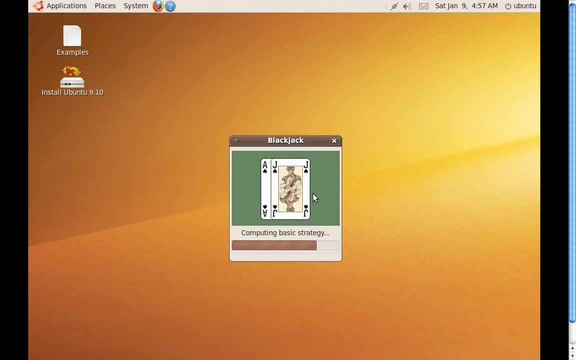 Applications Places System
Sat Jan 9, 4:57 AM
ubuntu
Examples
Install Ubuntu 9.10
Blackjack
A J J
Computing basic strategy...
A J J